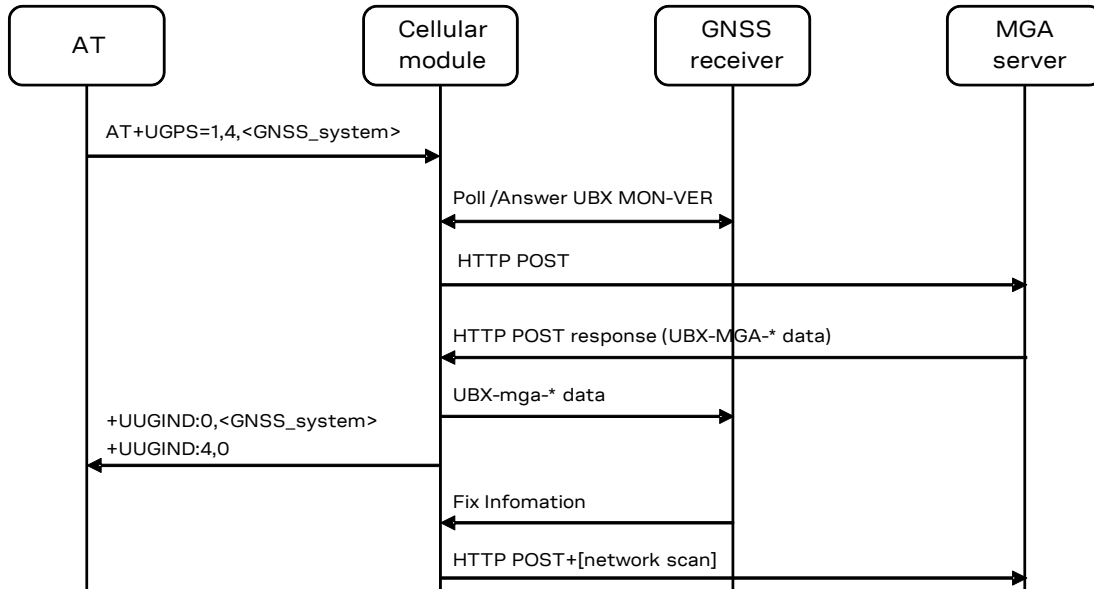 AT
Cellular
module
GNSS
receiver
MGA
server
AT+UGPS=1,4,<GNSS_system>
Poll /Answer UBX MON-VER
HTTP POST
HTTP POST response (UBX-MGA-* data)
UBX-mga-* data
+UUGIND:0,<GNSS_system>
+UUGIND:4,0
Fix Infomation
HTTP POST+[network scan]